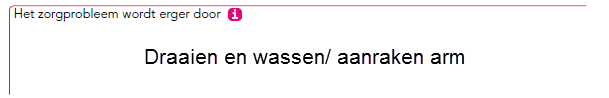 Het zorgprobleem wordt erger door i
Draaien en wassen/ aanraken arm